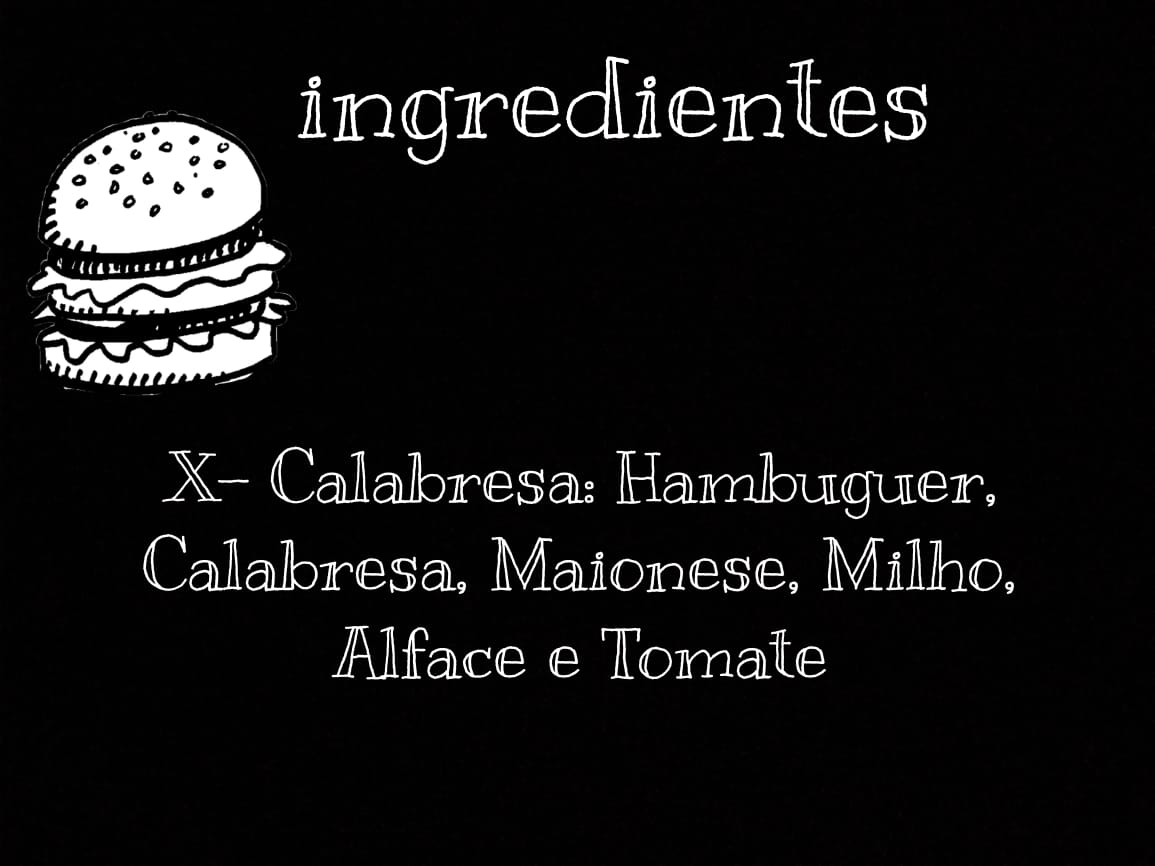 ingredientes
X- Calabresa: Hambuguer,
Calabresa, Maionese, Milho,
Alface e Tomate